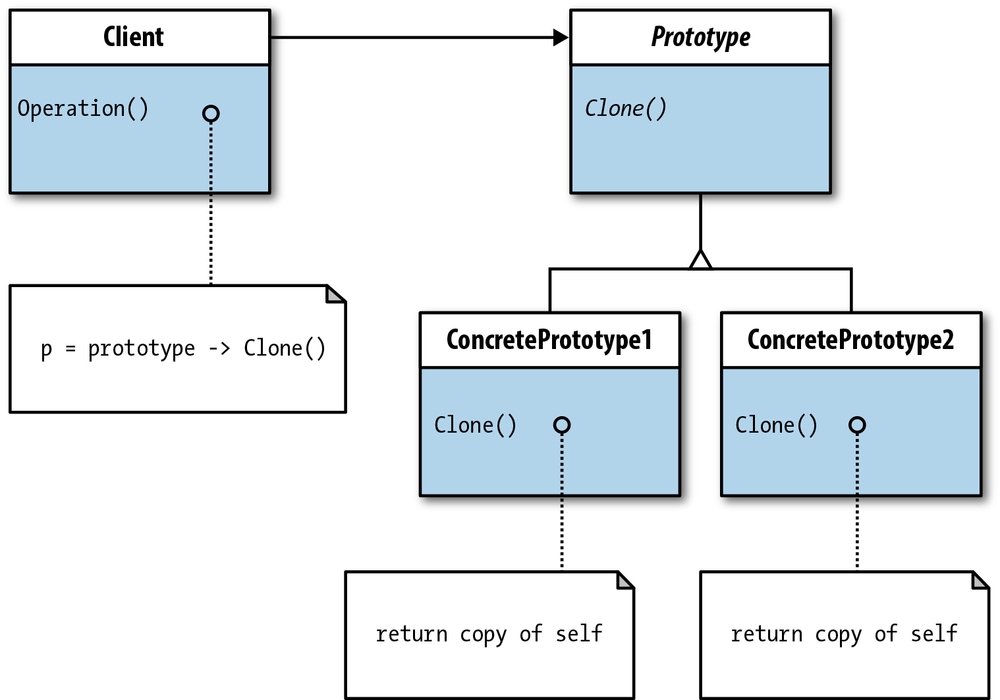 Client
Prototype
Operation()
Clone()
p = prototype -> Clone()
ConcretePrototype1
ConcretePrototype2
Clone()
Clone()
return copy of self
return copy of self